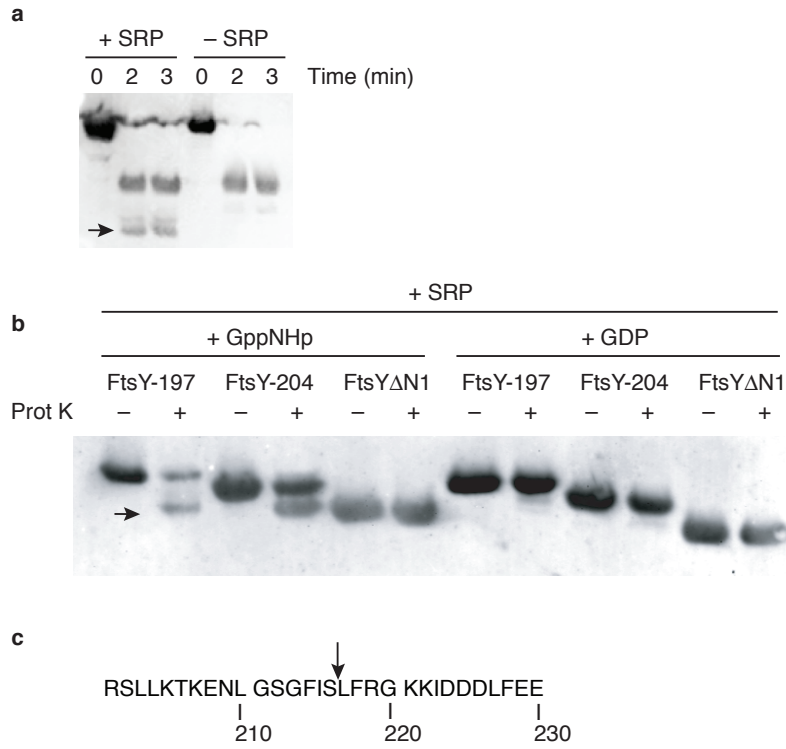 a
+ SRP – SRP
0 2 3 0 2 3 Time (min)
+ SRP
b
+ GppNHp + GDP
FtsY-197 FtsY-204 FtsYΔN1 FtsY-197 FtsY-204 FtsYΔN1
Prot K – + – + – + – + – + – +
c
RSLLKTKENL GSGFISLFRG KKIDDDLFEE
210 220 230